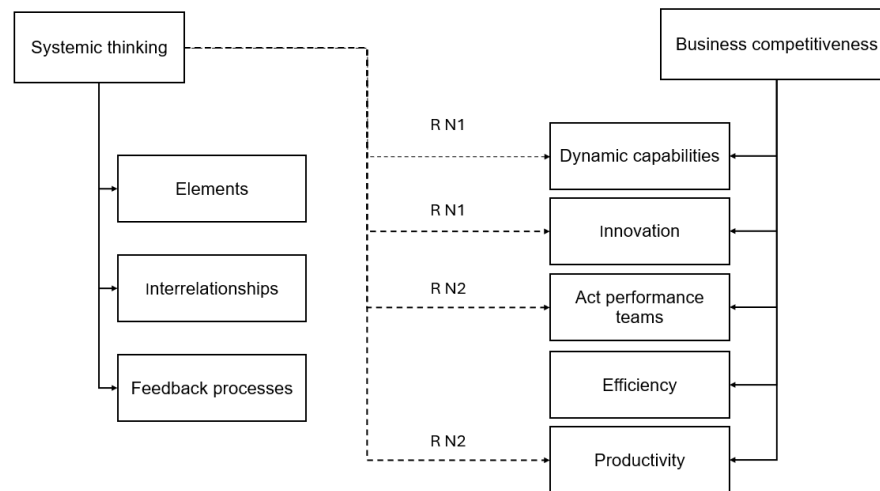 Systemic thinking
Business competitiveness
R N1
Dynamic capabilities
Elements
R N1
Innovation
Interrelationships
R N2
Act performance
teams
Feedback processes
Efficiency
R N2
Productivity